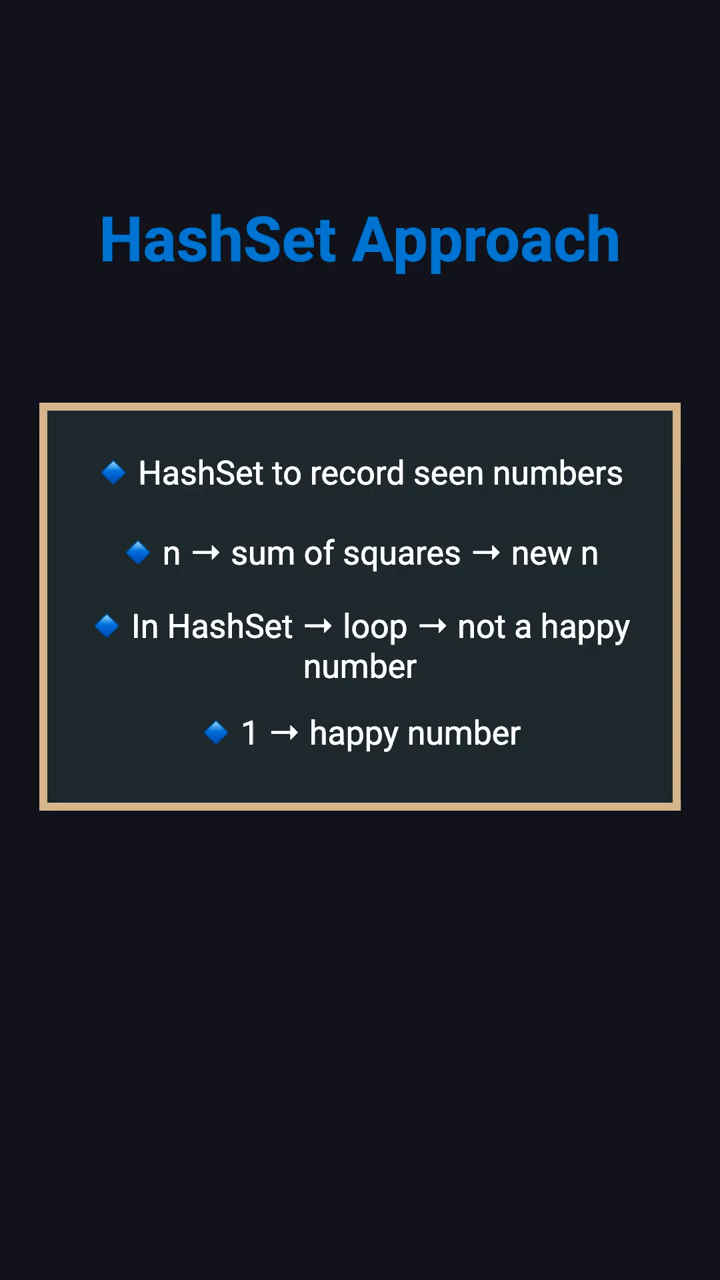 HashSet Approach
🔹 HashSet to record seen numbers
🔹 n → sum of squares → new n
🔹 In HashSet → loop → not a happy
number
🔹 1 → happy number